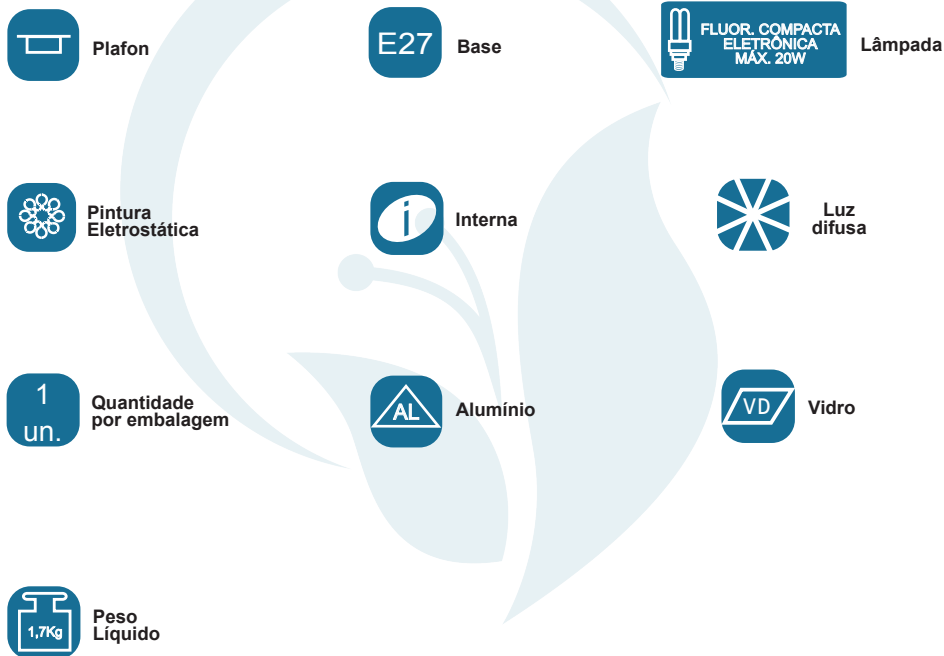 Plafon
E27
Base
FLUOR. COMPACTA
ELETRÔNICA
MÁX. 20W
Lâmpada
Pintura
Eletrostática
i
Interna
Luz
difusa
1
un.
Quantidade
por embalagem
AL
Alumínio
VD
Vidro
1,7Kg
Peso
Líquido